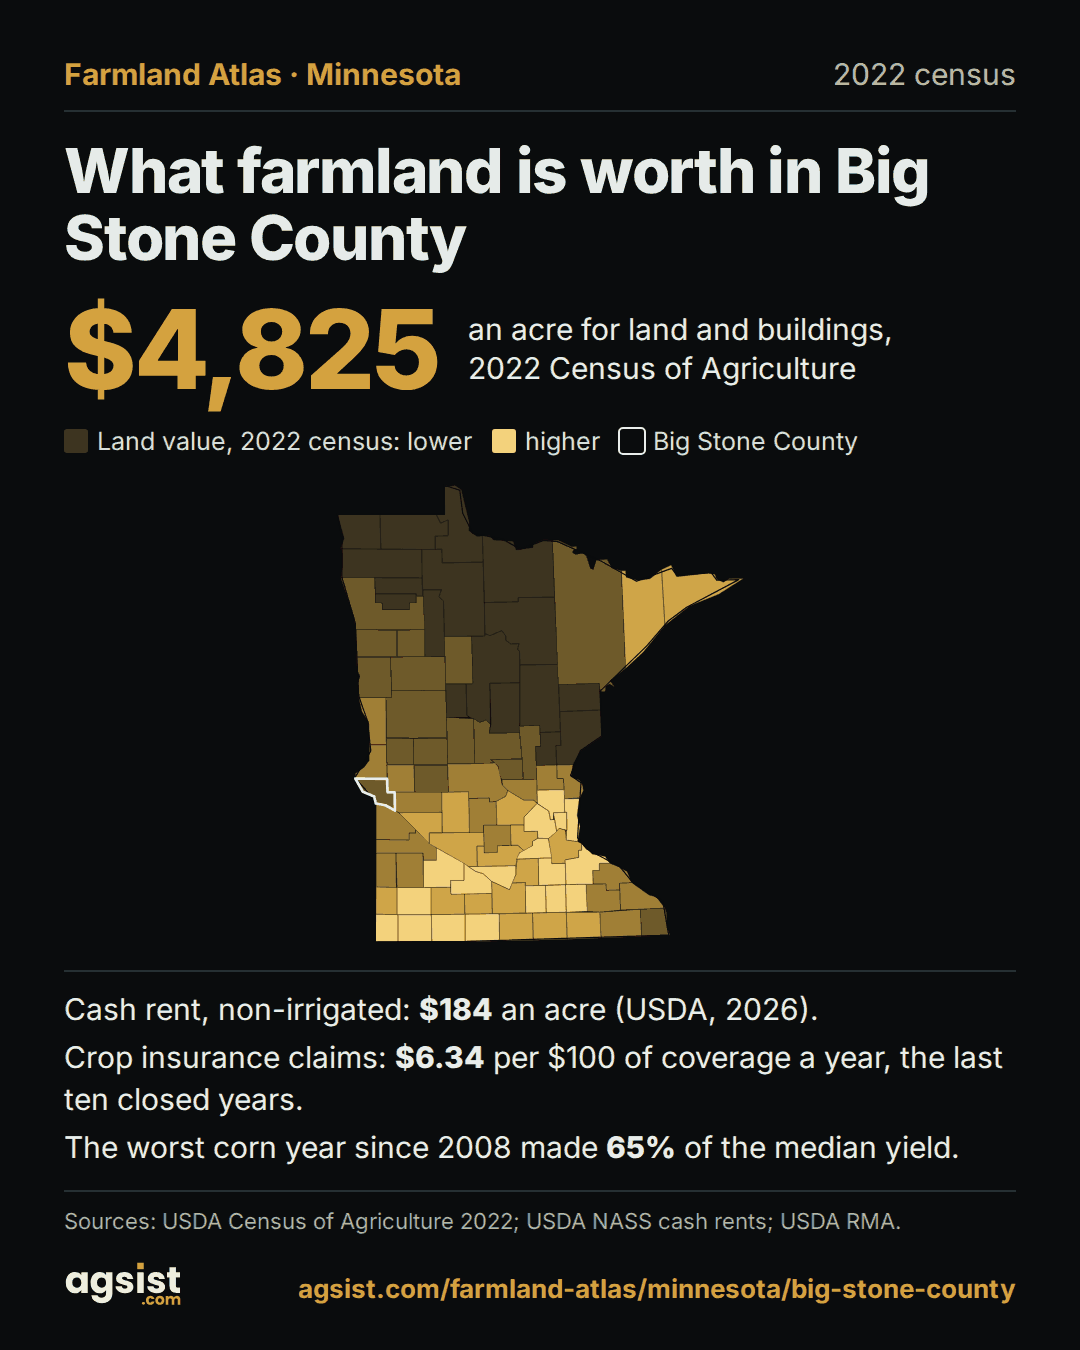 Farmland Atlas · Minnesota
2022 census
What farmland is worth in Big
Stone County
$4,825
an acre for land and buildings,
2022 Census of Agriculture
Land value, 2022 census: lower
higher
Big Stone County
Cash rent, non-irrigated: $184 an acre (USDA, 2026).
Crop insurance claims: $6.34 per $100 of coverage a year, the last
ten closed years.
The worst corn year since 2008 made 65% of the median yield.
Sources: USDA Census of Agriculture 2022; USDA NASS cash rents; USDA RMA.
agsist
.com
agsist.com/farmland-atlas/minnesota/big-stone-county